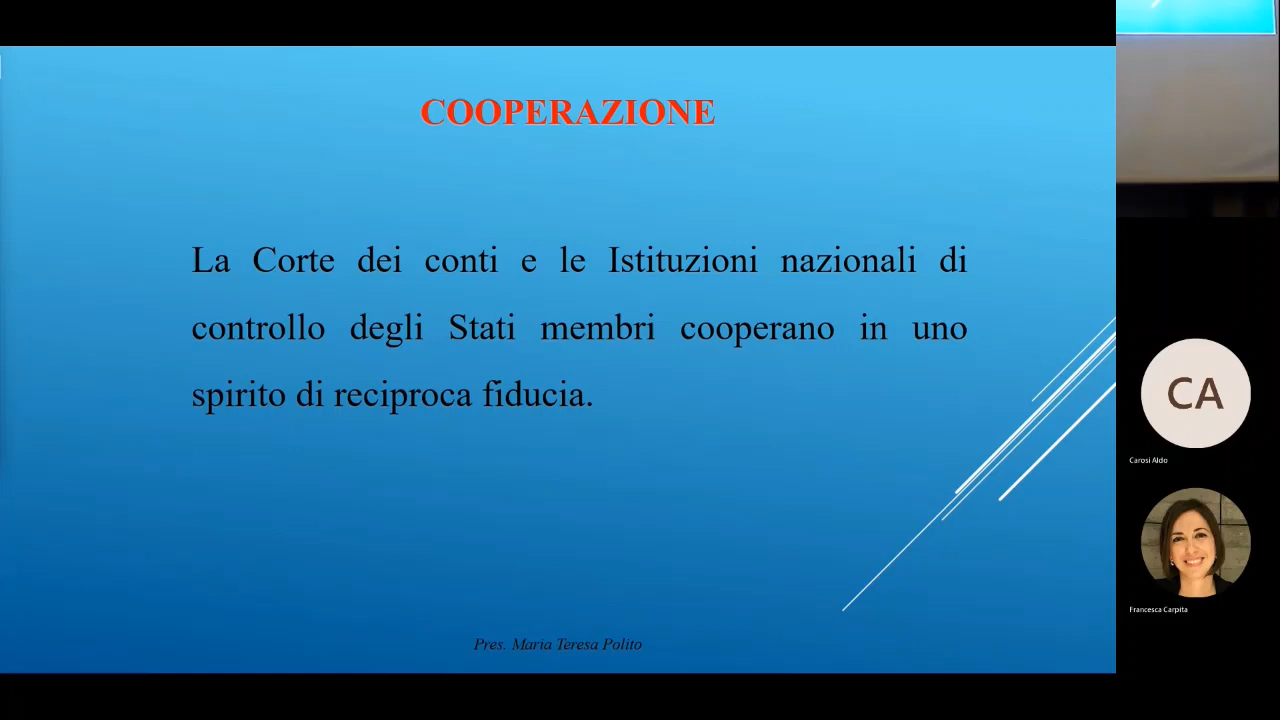 COOPERAZIONE
La Corte dei conti e le Istituzioni nazionali di
controllo degli Stati membri cooperano in uno
spirito di reciproca fiducia.
Pres. Maria Teresa Polito
CA
Carosi Aldo
Francesca Carpita